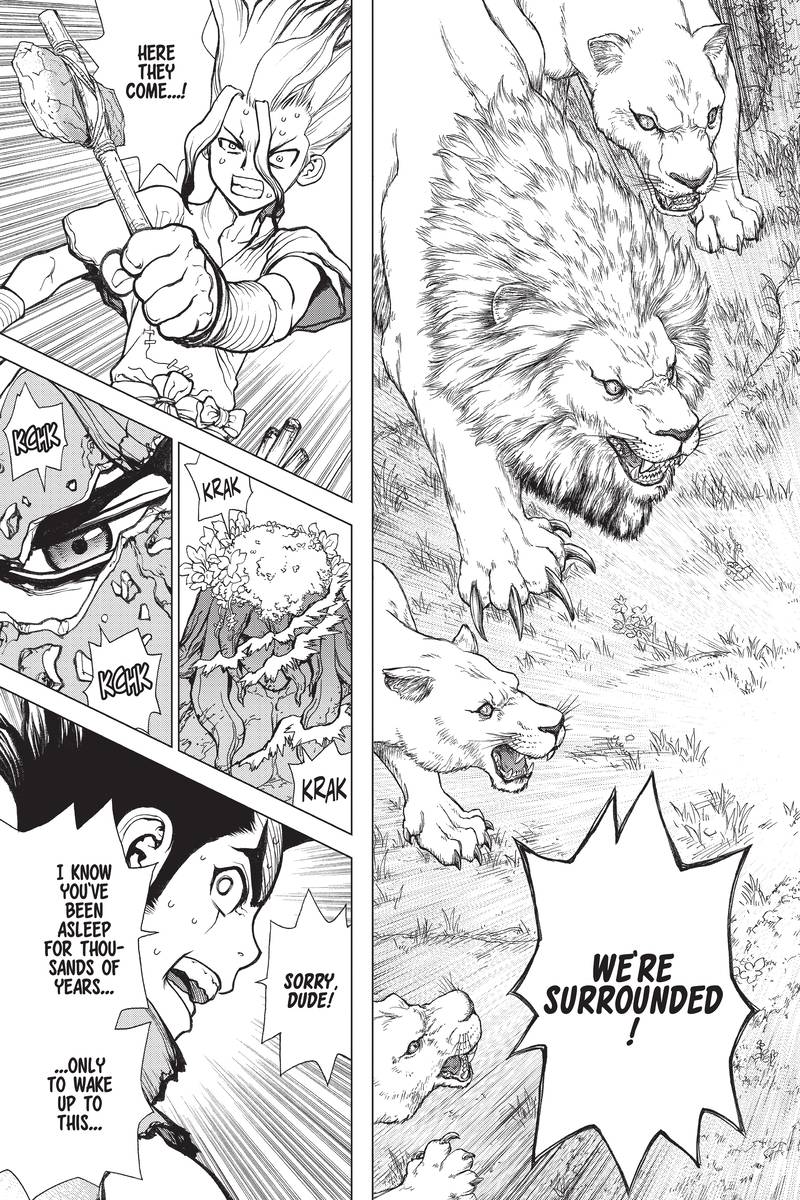 WE'RE
SURROUNDED
!
HERE
THEY
COME...!
KRAK
KRAK
KCHK
KCHK
SORRY,
DUDE!
I KNOW
YOU'VE
BEEN
ASLEEP
FOR THOU-
SANDS OF
YEARS...
...ONLY
TO WAKE
UP TO
THIS...